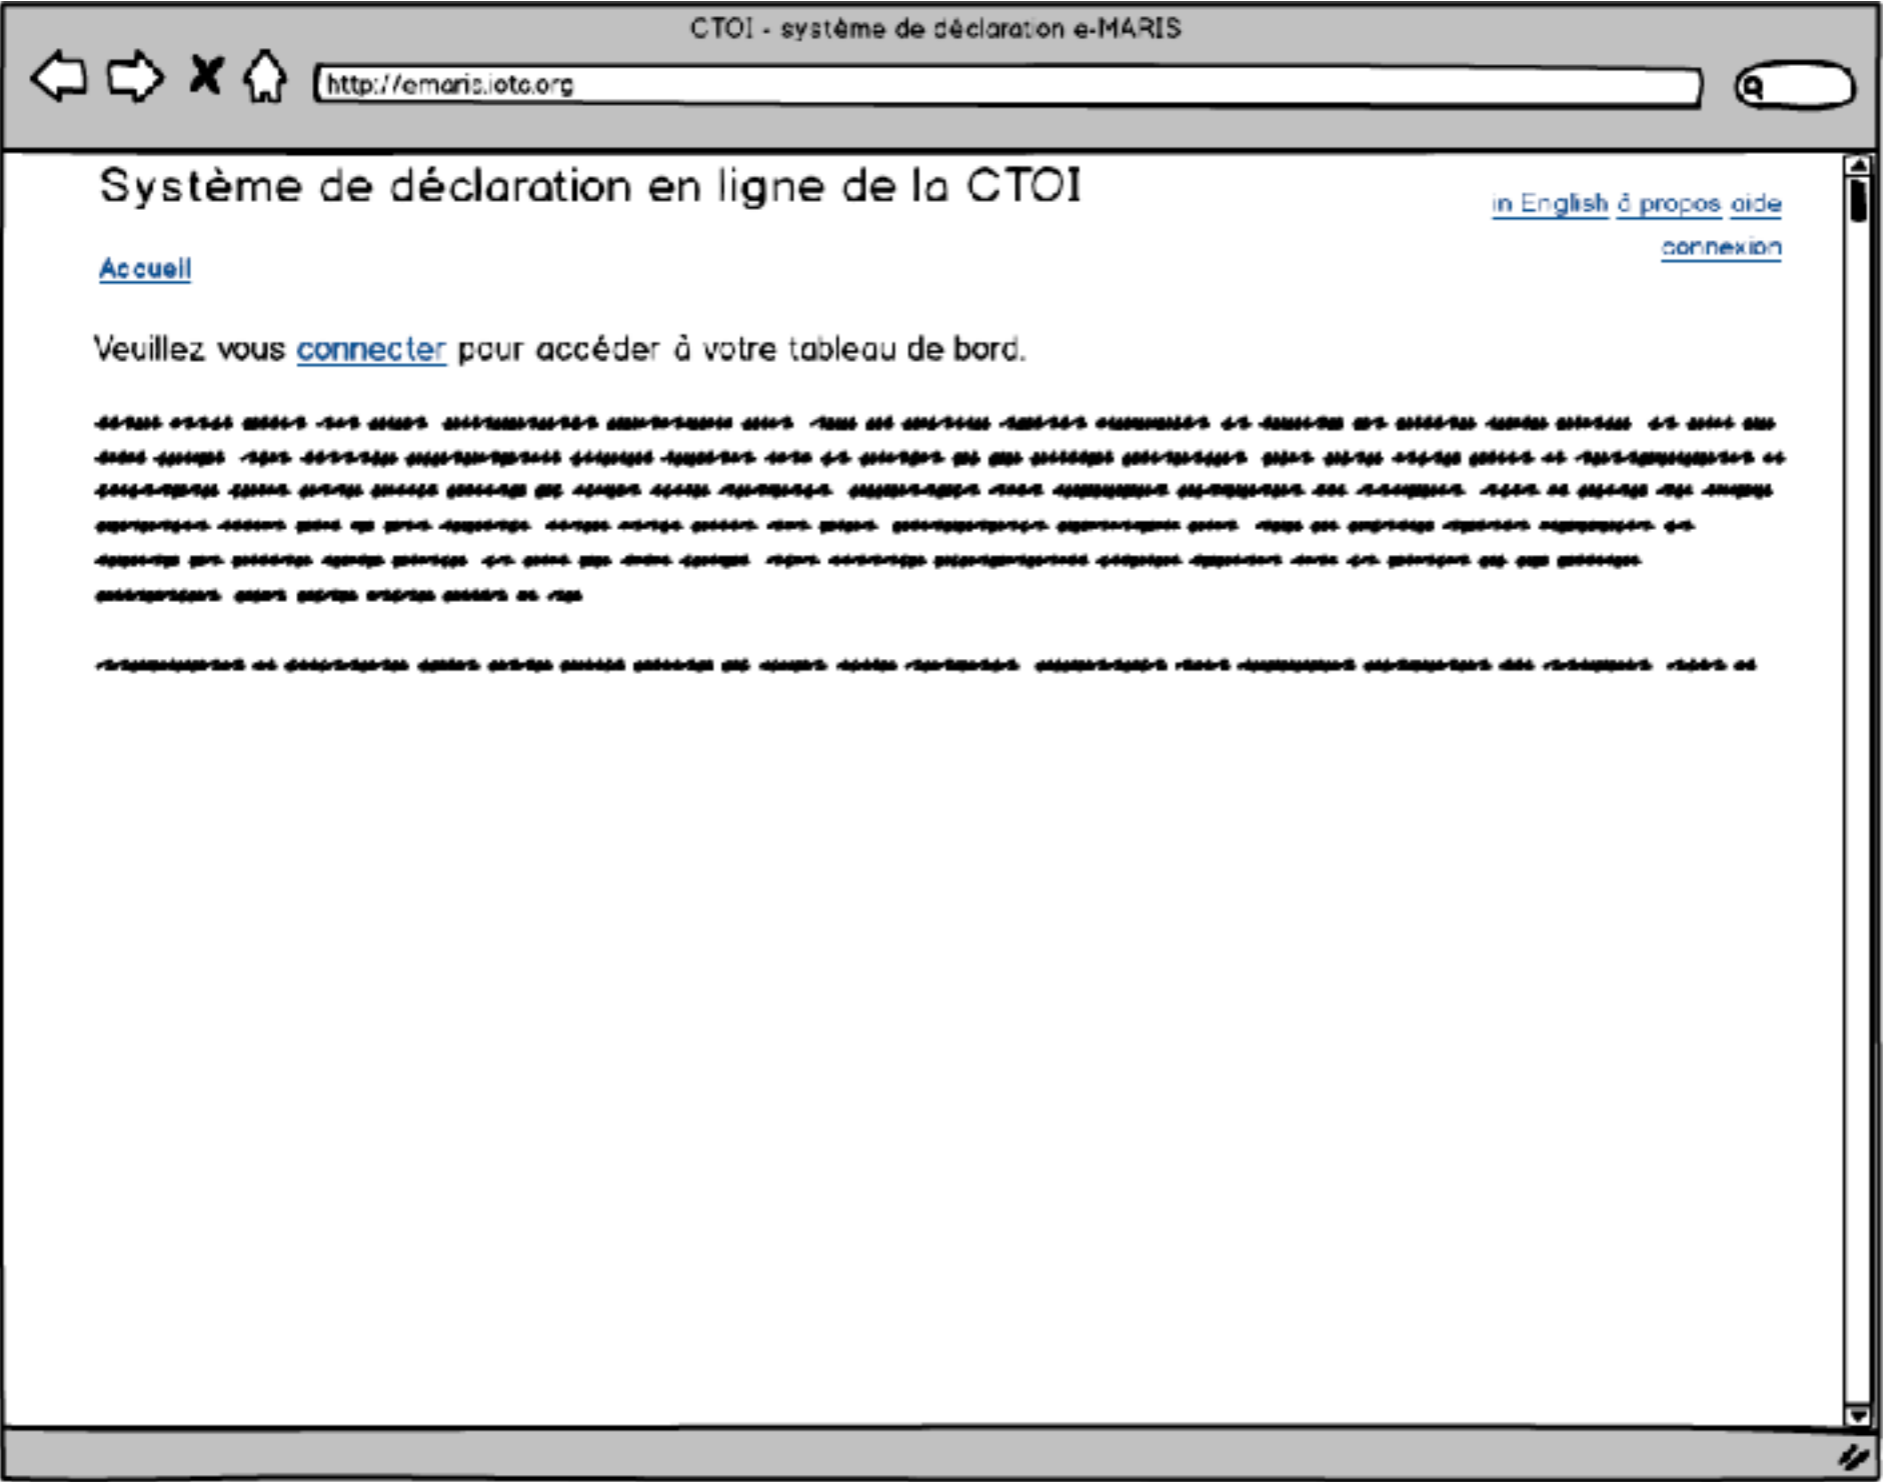 CTOI - système de déclaration e-MARIS
http://emaris.iotc.org
Système de déclaration en ligne de la CTOI
in English à propos aide
connexion
Accueil
Veuillez vous connecter pour accéder à votre tableau de bord.